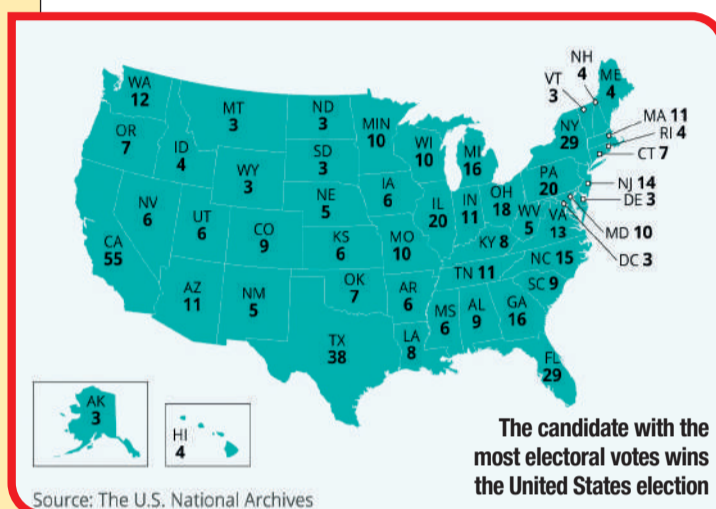 NH
4
ME
4
VT
3
WA
12
MT
3
ND
3
MIN
10
OR
7
ID
4
SD
3
WI
10
MI
16
NY
29
MA 11
RI 4
CT 7
WY
3
PA
20
NJ 14
DE 3
NV
6
UT
6
NE
5
IA
6
IL
20
IN
11
OH
18
WV
5
VA
13
MD 10
DC 3
CA
55
CO
9
KS
6
MO
10
KY 8
NC 15
TN 11
SC 9
AZ
11
NM
5
OK
7
AR
6
MS
6
AL
9
GA
16
TX
38
LA
8
FL
29
AK
3
HI
4
The candidate with the
most electoral votes wins
the United States election
Source: The U.S. National Archives